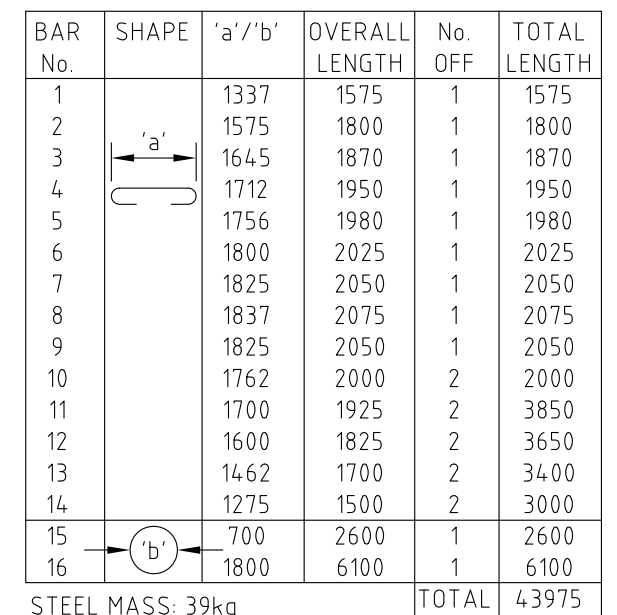 BAR SHAPE 'a'/'b' OVERALL No. TOTAL
No. LENGTH OFF LENGTH
1 1337 1575 1 1575
2 1575 1800 1 1800
'a'
3 1645 1870 1 1870
4 1712 1950 1 1950
5 1756 1980 1 1980
6 1800 2025 1 2025
7 1825 2050 1 2050
8 1837 2075 1 2075
9 1825 2050 1 2050
10 1762 2000 2 2000
11 1700 1925 2 3850
12 1600 1825 2 3650
13 1462 1700 2 3400
14 1275 1500 2 3000
15 700 2600 1 2600
'b'
16 1800 6100 1 6100
STEEL MASS: 39kg TOTAL 43975